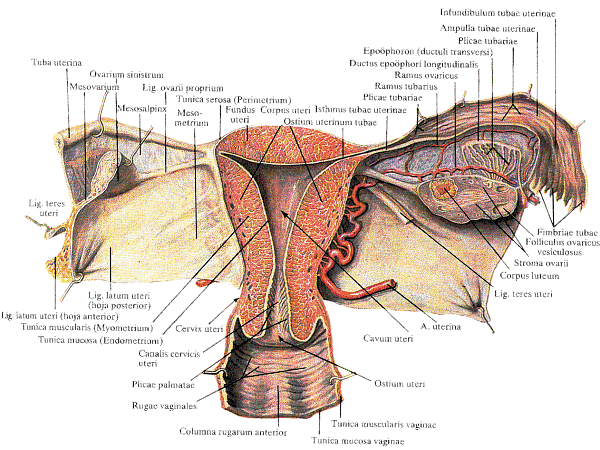 Infundibulum tubae uterinae
Ampulla tubae uterinae
Plicae tubariae
Epoöphoron (ductuli transversi)
Ductus epoöphori longitudinalis
Ramus ovaricus
Ramus tubarius
Plicae tubariae
Tuba uterina
Ovarium sinistrum
Mesovarium
Lig. ovarii proprium
Mesosalpinx
Tunica serosa (Perimetrium)
Meso-
metrium
Fundus
uteri
Corpus uteri
Isthmus tubae uterinae
Ostium uterinum tubae
Lig. teres
uteri
Fimbriae tubae
Folliculus ovaricus
vesiculosus
Stroma ovarii
Corpus luteum
Lig. teres uteri
Lig. latum uteri
(hoja posterior)
Lig. latum uteri (hoja anterior)
Tunica muscularis (Myometrium)
Tunica mucosa (Endometrium)
Cervix uteri
A. uterina
Cavum uteri
Canalis cervicis
uteri
Plicae palmatae
Ostium uteri
Rugae vaginales
Columna rugarum anterior
Tunica muscularis vaginae
Tunica mucosa vaginae